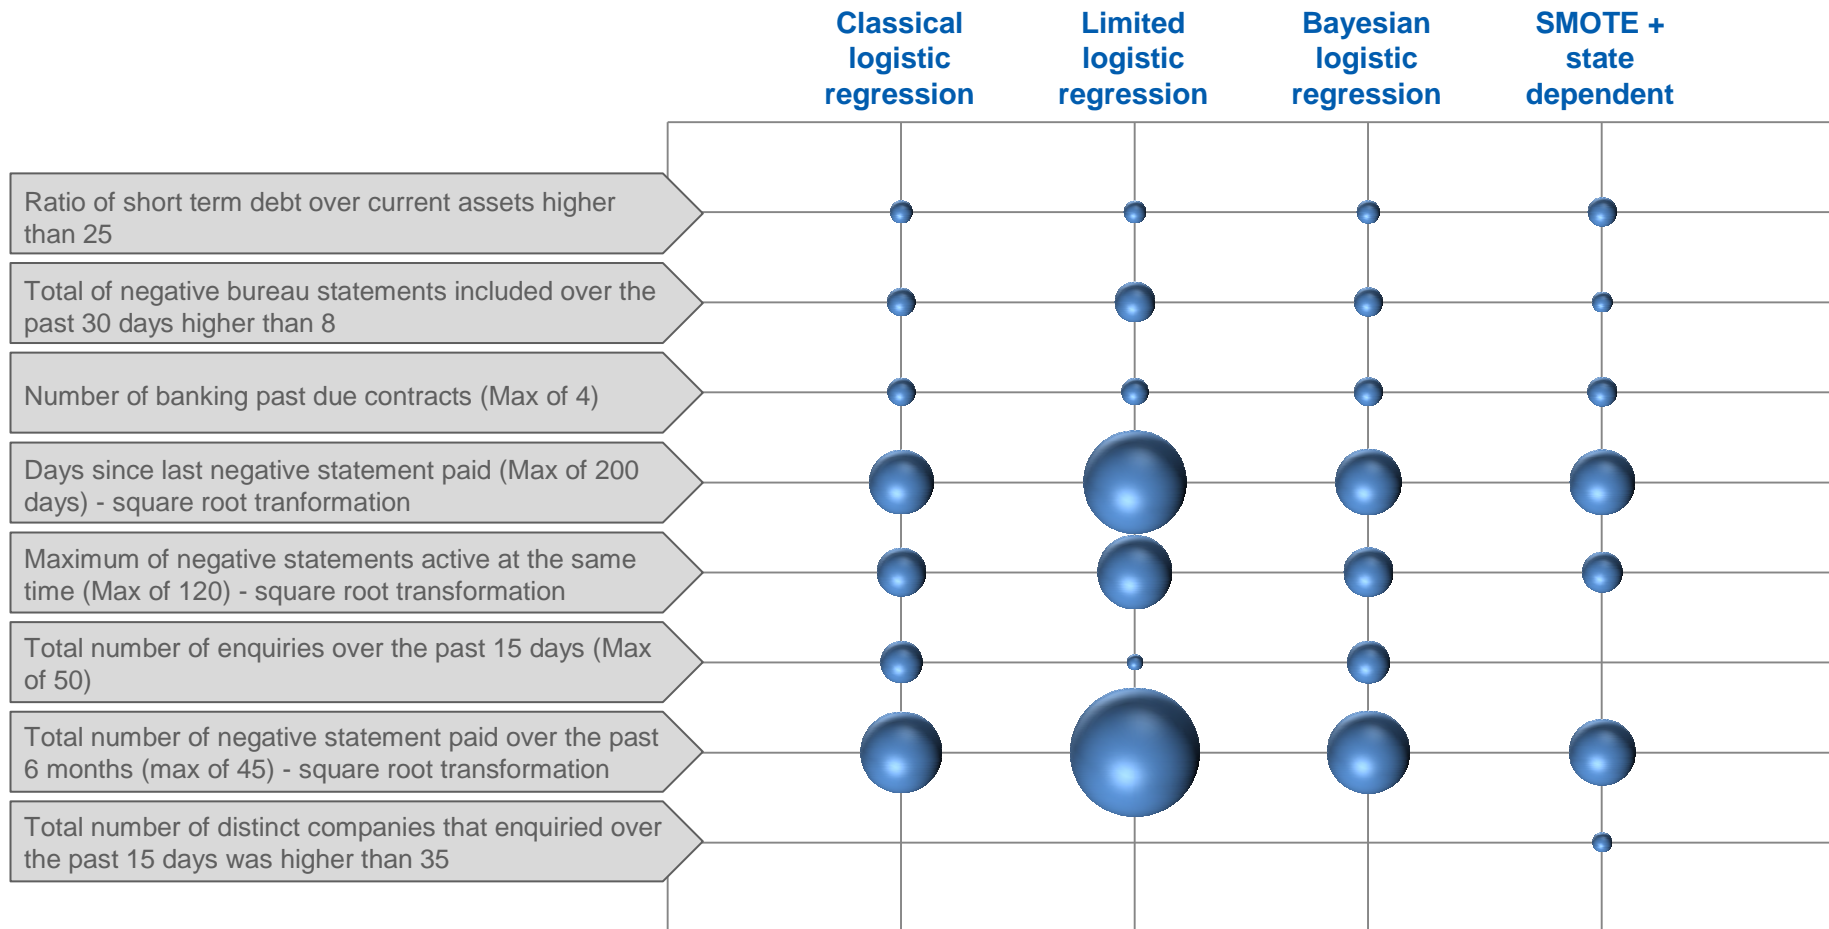 Classical
logistic
regression
Limited
logistic
regression
Bayesian
logistic
regression
SMOTE +
state
dependent
Ratio of short term debt over current assets higher
than 25
Total of negative bureau statements included over the
past 30 days higher than 8
Number of banking past due contracts (Max of 4)
Days since last negative statement paid (Max of 200
days) - square root tranformation
Maximum of negative statements active at the same
time (Max of 120) - square root transformation
Total number of enquiries over the past 15 days (Max
of 50)
Total number of negative statement paid over the past
6 months (max of 45) - square root transformation
Total number of distinct companies that enquiried over
the past 15 days was higher than 35